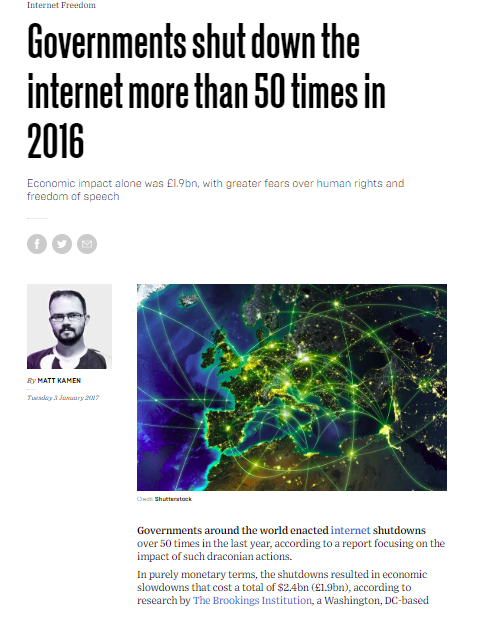 Internet Freedom
Governments shut down the
internet more than 50 times in
2016
Economic impact alone was £1.9bn, with greater fears over human rights and
freedom of speech
By MATT KAMEN
Tuesday 3 January 2017
Credit Shutterstock
Governments around the world enacted internet shutdowns
over 50 times in the last year, according to a report focusing on the
impact of such draconian actions.
In purely monetary terms, the shutdowns resulted in economic
slowdowns that cost a total of $2.4bn (£1.9bn), according to
research by The Brookings Institution, a Washington, DC-based